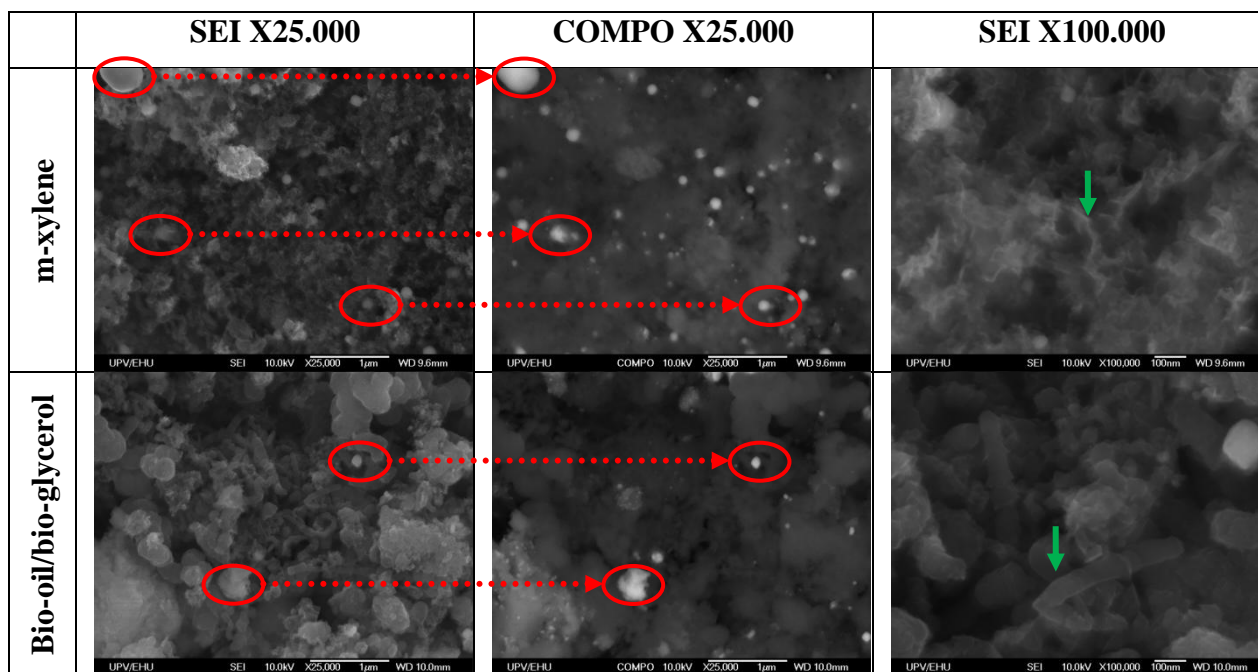 SEI X25.000
COMPO X25.000
SEI X100.000
m-xylene
UPV/EHU SEI 10.0kV X25,000 1μm WD 9.6mm
UPV/EHU COMPO 10.0kV X25,000 1μm WD 9.6mm
UPV/EHU SEI 10.0kV X100,000 100nm WD 9.6mm
Bio-oil/bio-glycerol
UPV/EHU SEI 10.0kV X25,000 1μm WD 10.0mm
UPV/EHU COMPO 10.0kV X25,000 1μm WD 10.0mm
UPV/EHU SEI 10.0kV X100,000 100nm WD 10.0mm